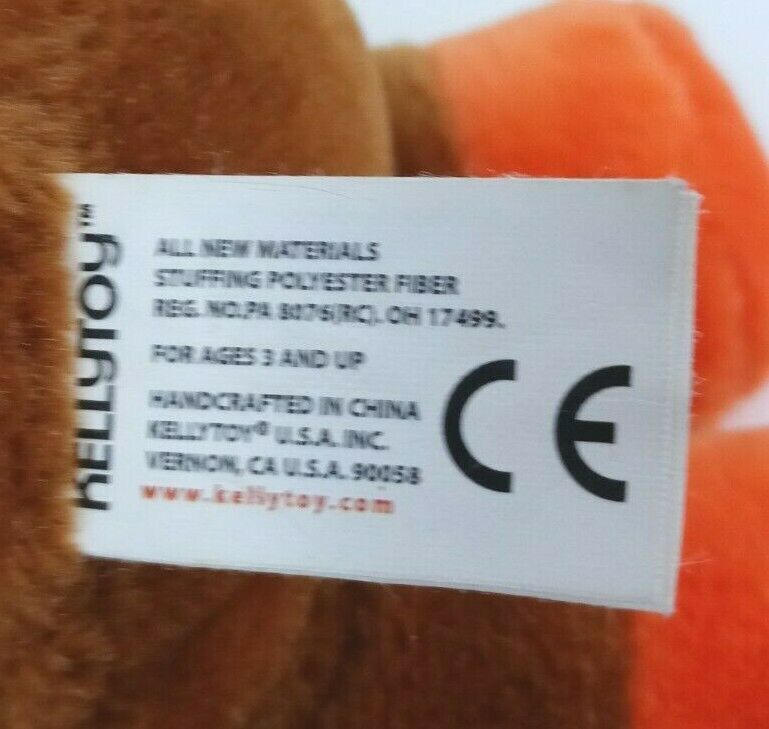 KELLYTOY™
ALL NEW MATERIALS
STUFFING POLYESTER FIBER
REG. NO.PA 8076(RC). OH 17499.
FOR AGES 3 AND UP
HANDCRAFTED IN CHINA
KELLYTOY® U.S.A. INC.
VERNON, CA U.S.A. 90058
www.kellytoy.com
CE